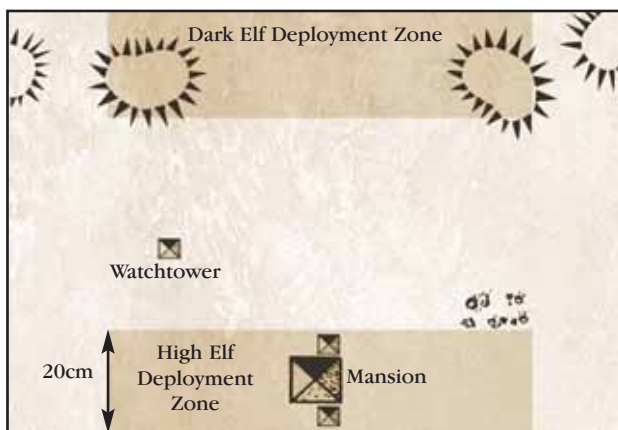 Dark Elf Deployment Zone
Watchtower
20cm
High Elf
Deployment
Zone
Mansion